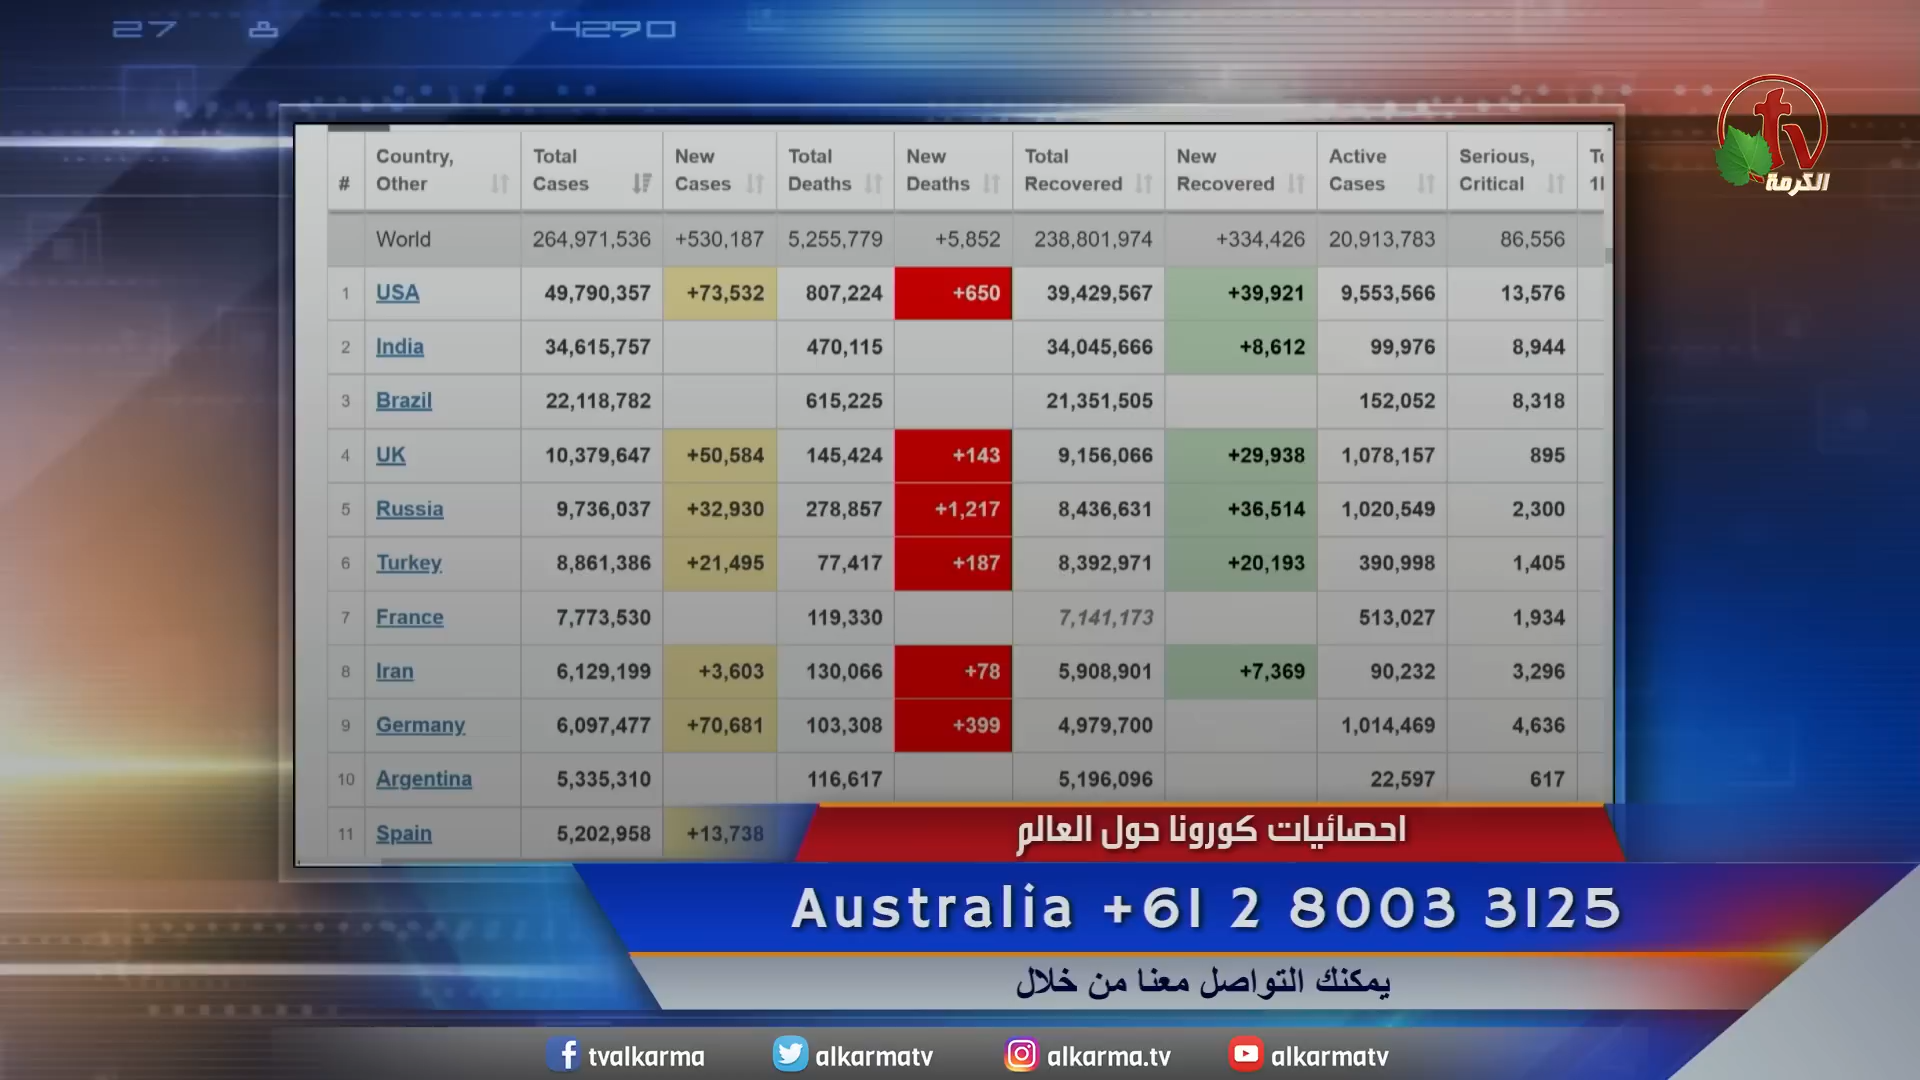 27
4290
tv
الكرمة
# Country, Other Total Cases New Cases Total Deaths New Deaths Total Recovered New Recovered Active Cases Serious, Critical
World 264,971,536 +530,187 5,255,779 +5,852 238,801,974 +334,426 20,913,783 86,556
1 USA 49,790,357 +73,532 807,224 +650 39,429,567 +39,921 9,553,566 13,576
2 India 34,615,757 470,115 34,045,666 +8,612 99,976 8,944
3 Brazil 22,118,782 615,225 21,351,505 152,052 8,318
4 UK 10,379,647 +50,584 145,424 +143 9,156,066 +29,938 1,078,157 895
5 Russia 9,736,037 +32,930 278,857 +1,217 8,436,631 +36,514 1,020,549 2,300
6 Turkey 8,861,386 +21,495 77,417 +187 8,392,971 +20,193 390,998 1,405
7 France 7,773,530 119,330 7,141,173 513,027 1,934
8 Iran 6,129,199 +3,603 130,066 +78 5,908,901 +7,369 90,232 3,296
9 Germany 6,097,477 +70,681 103,308 +399 4,979,700 1,014,469 4,636
10 Argentina 5,335,310 116,617 5,196,096 22,597 617
11 Spain 5,202,958 +13,738
احصائيات كورونا حول العالم
Australia +61 2 8003 3125
يمكنك التواصل معنا من خلال
tvalkarma alkarmatv alkarma.tv alkarmatv